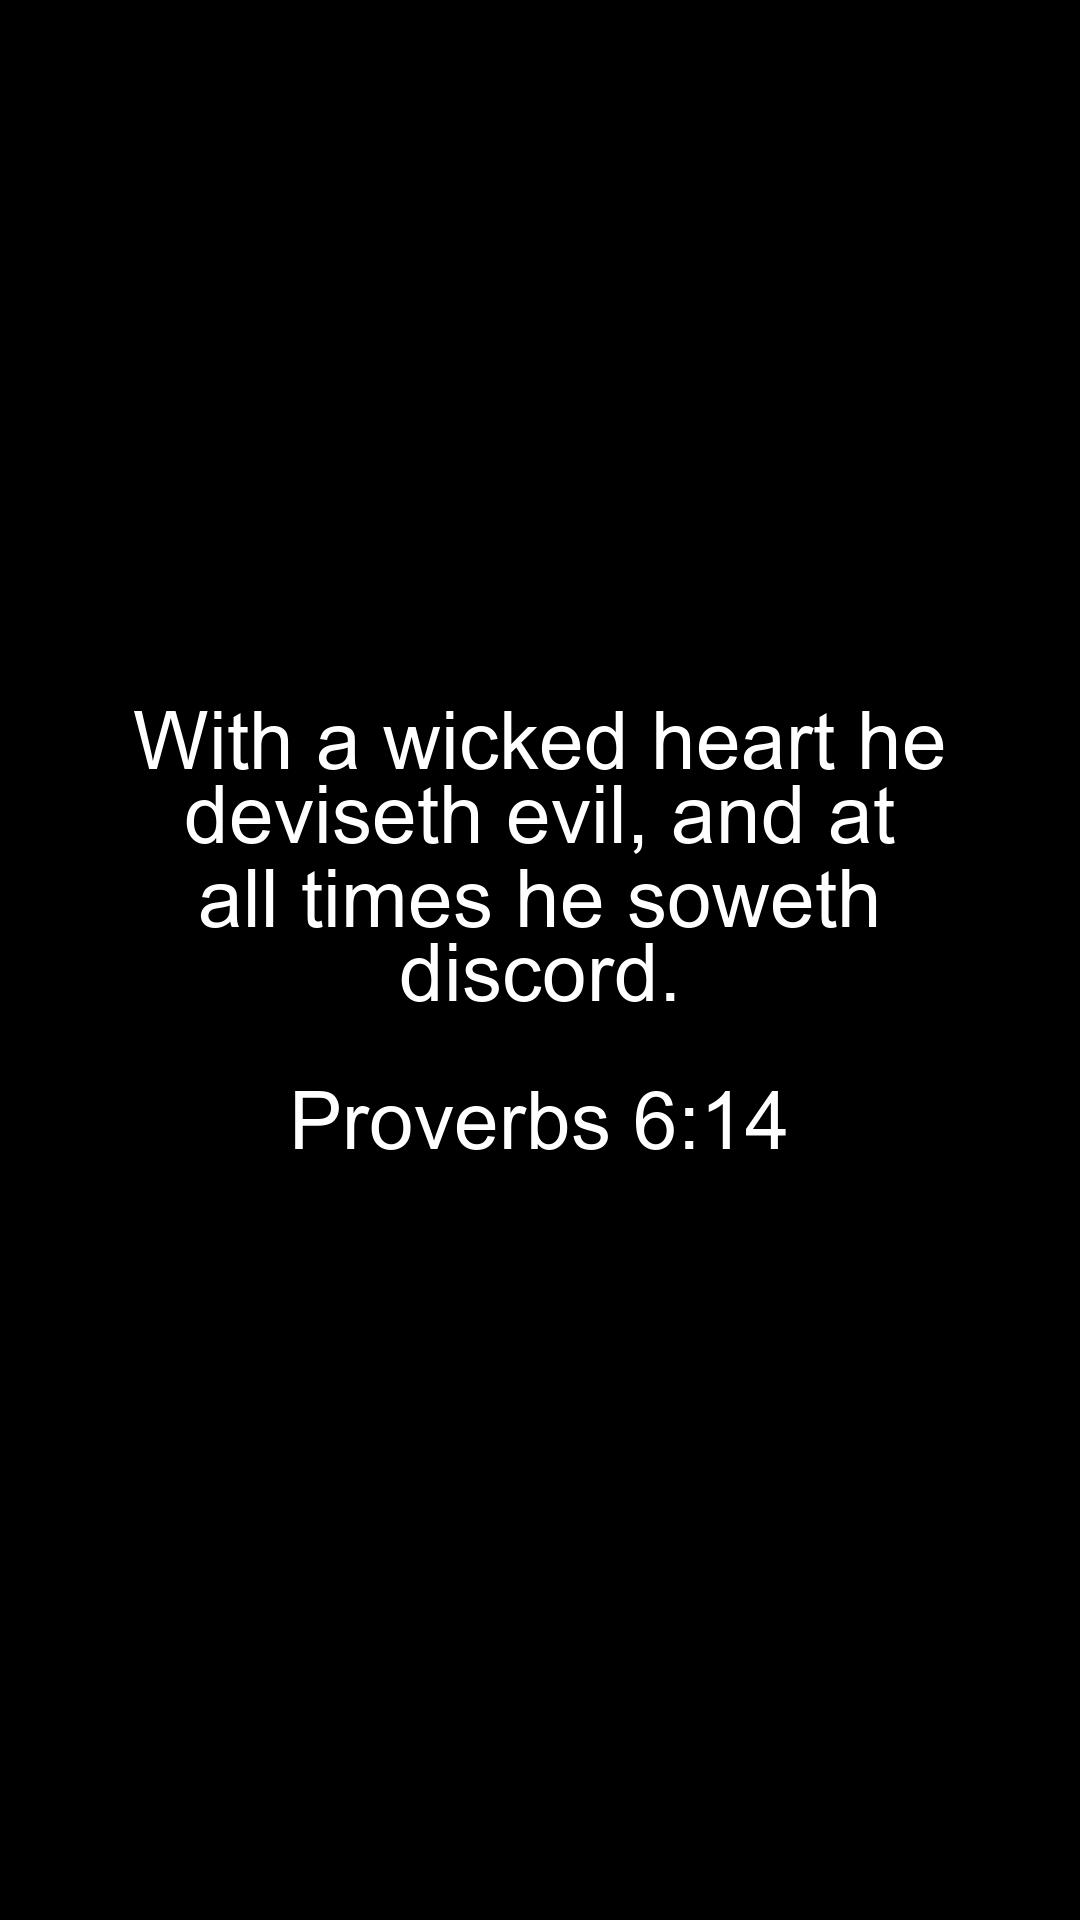 With a wicked heart he
deviseth evil, and at
all times he soweth
discord.
Proverbs 6:14